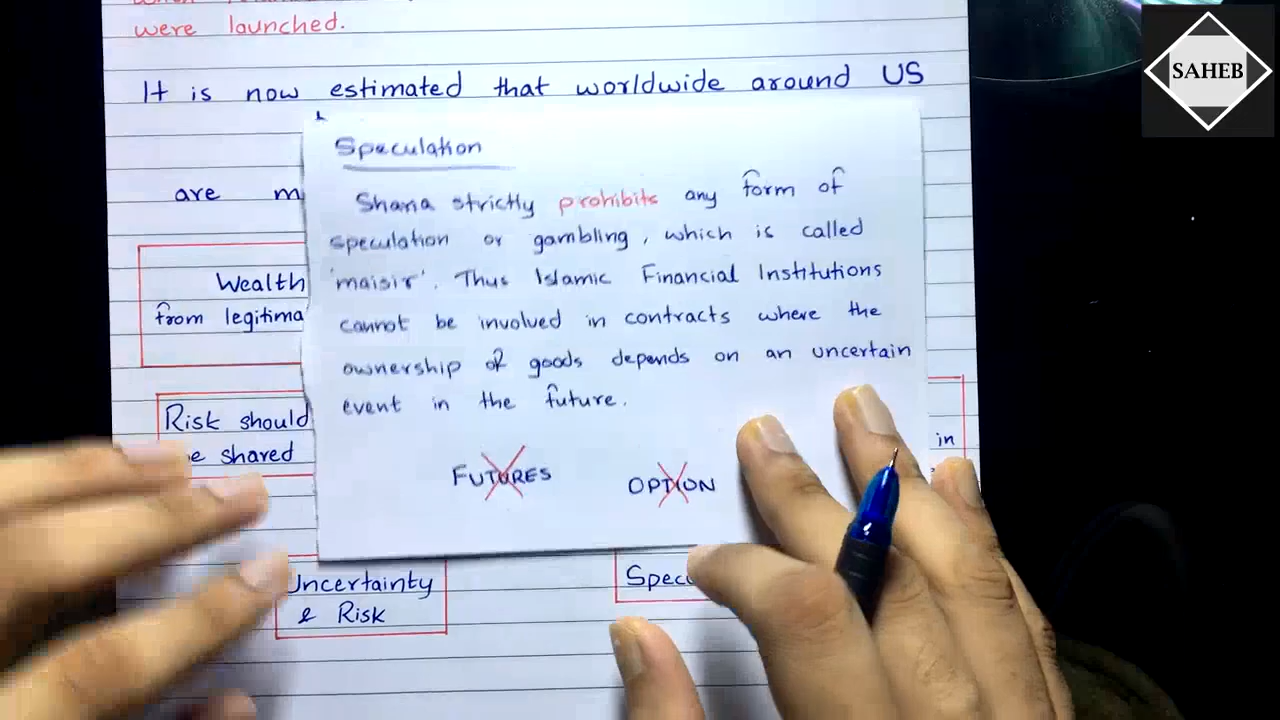 were launched.
SAHEB
It is now estimated that worldwide around US
Speculation
are
Sharia strictly prohibits any form of
speculation or gambling, which is called
'maisir'. Thus Islamic Financial Institutions
cannot be involved in contracts where the
ownership of goods depends on an uncertain
event in the future.
FUTURES OPTION
Wealth
from legitima
Risk should
be shared
in
Uncertainty
& Risk
Specu